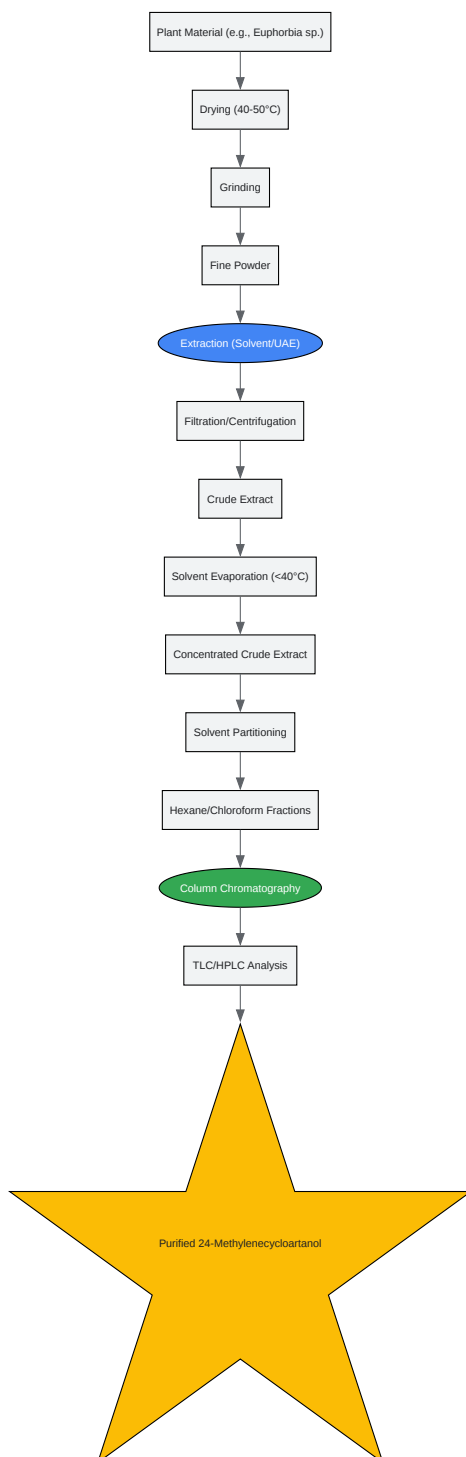 Plant Material (e.g., Euphorbia sp.)
Drying (40-50°C)
Grinding
Fine Powder
Extraction (Solvent/UAE)
Filtration/Centrifugation
Crude Extract
Solvent Evaporation (<40°C)
Concentrated Crude Extract
Solvent Partitioning
Hexane/Chloroform Fractions
Column Chromatography
TLC/HPLC Analysis
Purified 24-Methylenecycloartanol